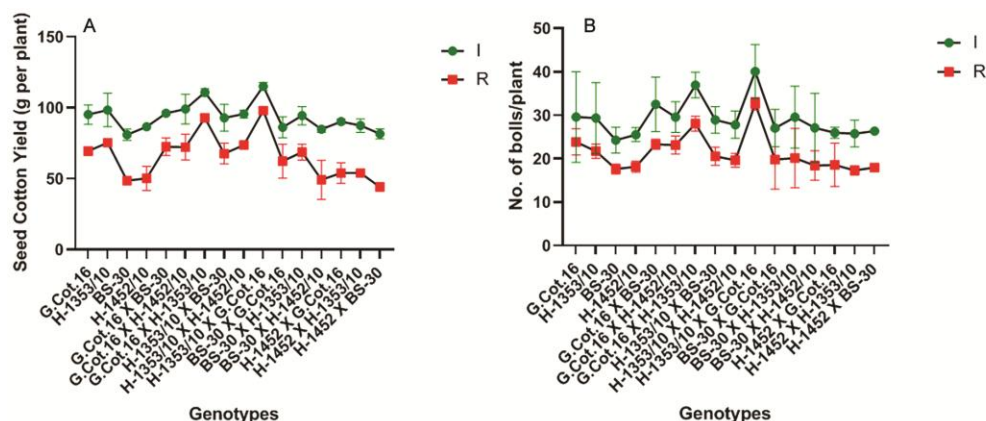 A
Seed Cotton Yield (g per plant)
150
100
50
0
I
R
G.Cot.16
H-1353/10
BS-30
H-1452/10
G.Cot.16 X BS-30
G.Cot.16 X H-1452/10
G.Cot.16 X H-1353/10
H-1353/10 X BS-30
H-1353/10 X H-1452/10
H-1353/10 X G.Cot.16
BS-30 X G.Cot.16
BS-30 X H-1353/10
BS-30 X H-1452/10
H-1452 X G.Cot.16
H-1452 X H-1353/10
H-1452 X BS-30
Genotypes
B
No. of bolls/plant
50
40
30
20
10
0
I
R
G.Cot.16
H-1353/10
BS-30
H-1452/10
G.Cot.16 X BS-30
G.Cot.16 X H-1452/10
G.Cot.16 X H-1353/10
H-1353/10 X BS-30
H-1353/10 X H-1452/10
H-1353/10 X G.Cot.16
BS-30 X G.Cot.16
BS-30 X H-1353/10
BS-30 X H-1452/10
H-1452 X G.Cot.16
H-1452 X H-1353/10
H-1452 X BS-30
Genotypes